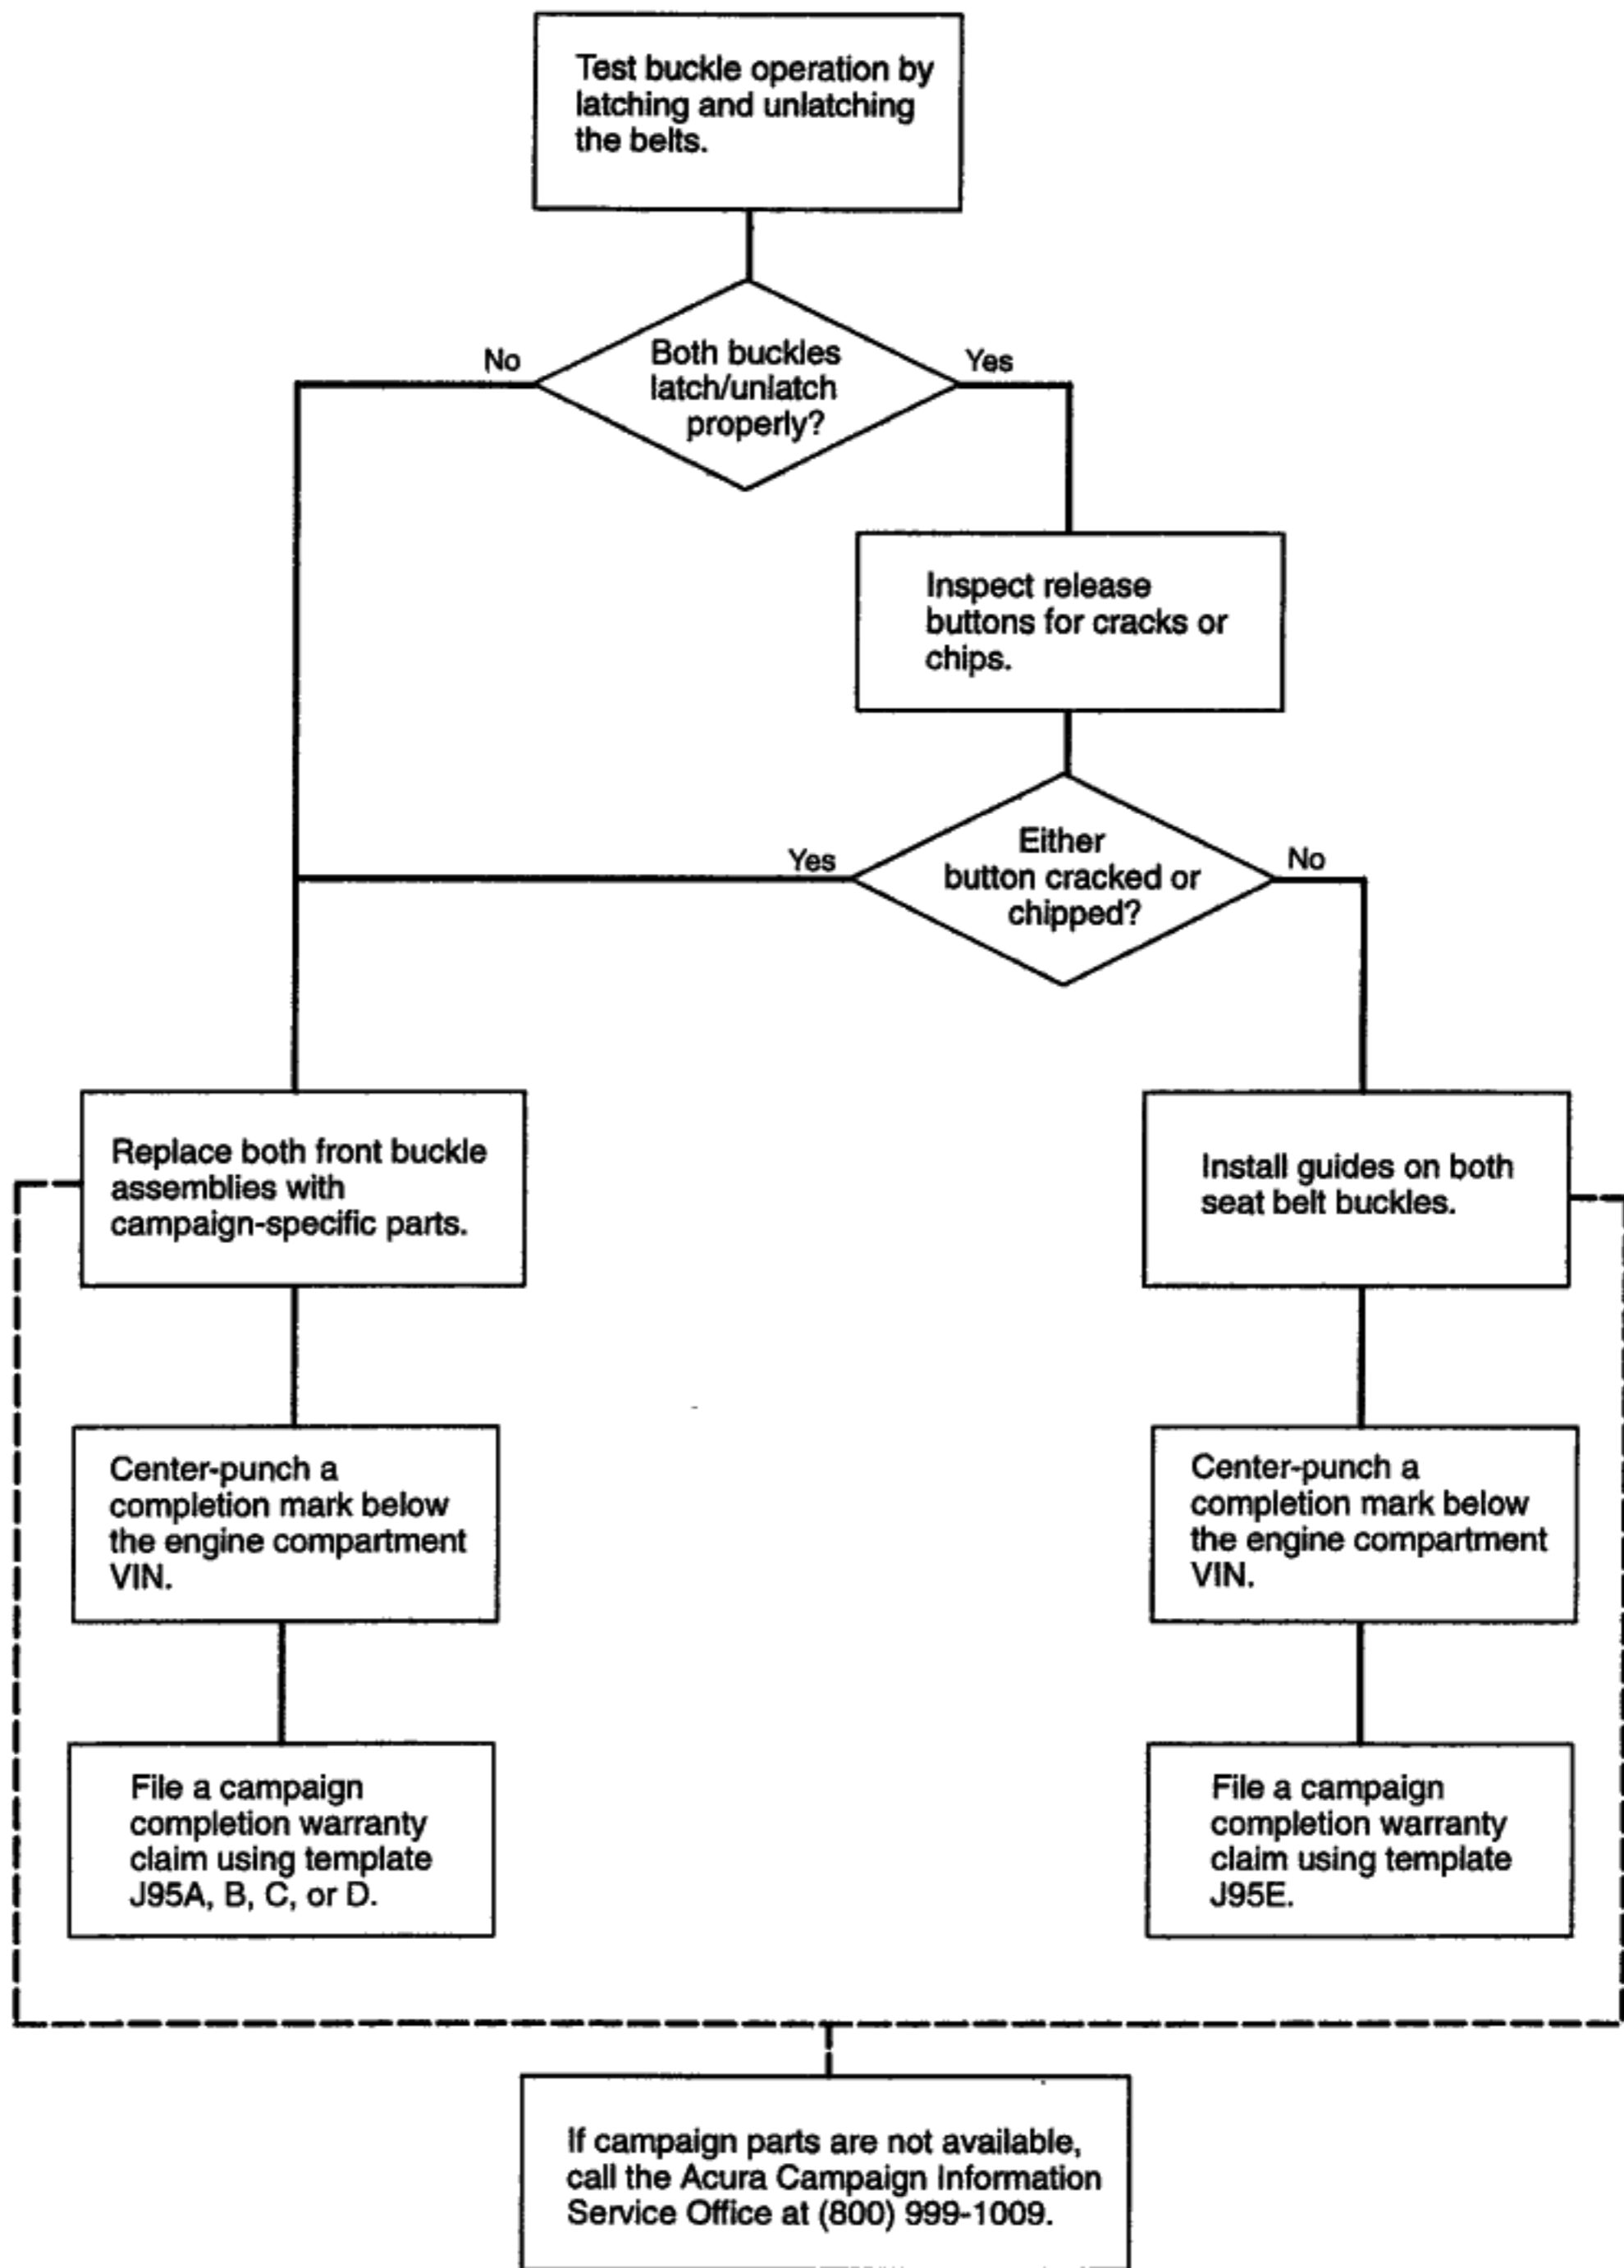 Test buckle operation by
latching and unlatching
the belts.
No
Both buckles
latch/unlatch
properly?
Yes
Inspect release
buttons for cracks or
chips.
Yes
Either
button cracked or
chipped?
No
Replace both front buckle
assemblies with
campaign-specific parts.
Install guides on both
seat belt buckles.
Center-punch a
completion mark below
the engine compartment
VIN.
Center-punch a
completion mark below
the engine compartment
VIN.
File a campaign
completion warranty
claim using template
J95A, B, C, or D.
File a campaign
completion warranty
claim using template
J95E.
If campaign parts are not available,
call the Acura Campaign Information
Service Office at (800) 999-1009.